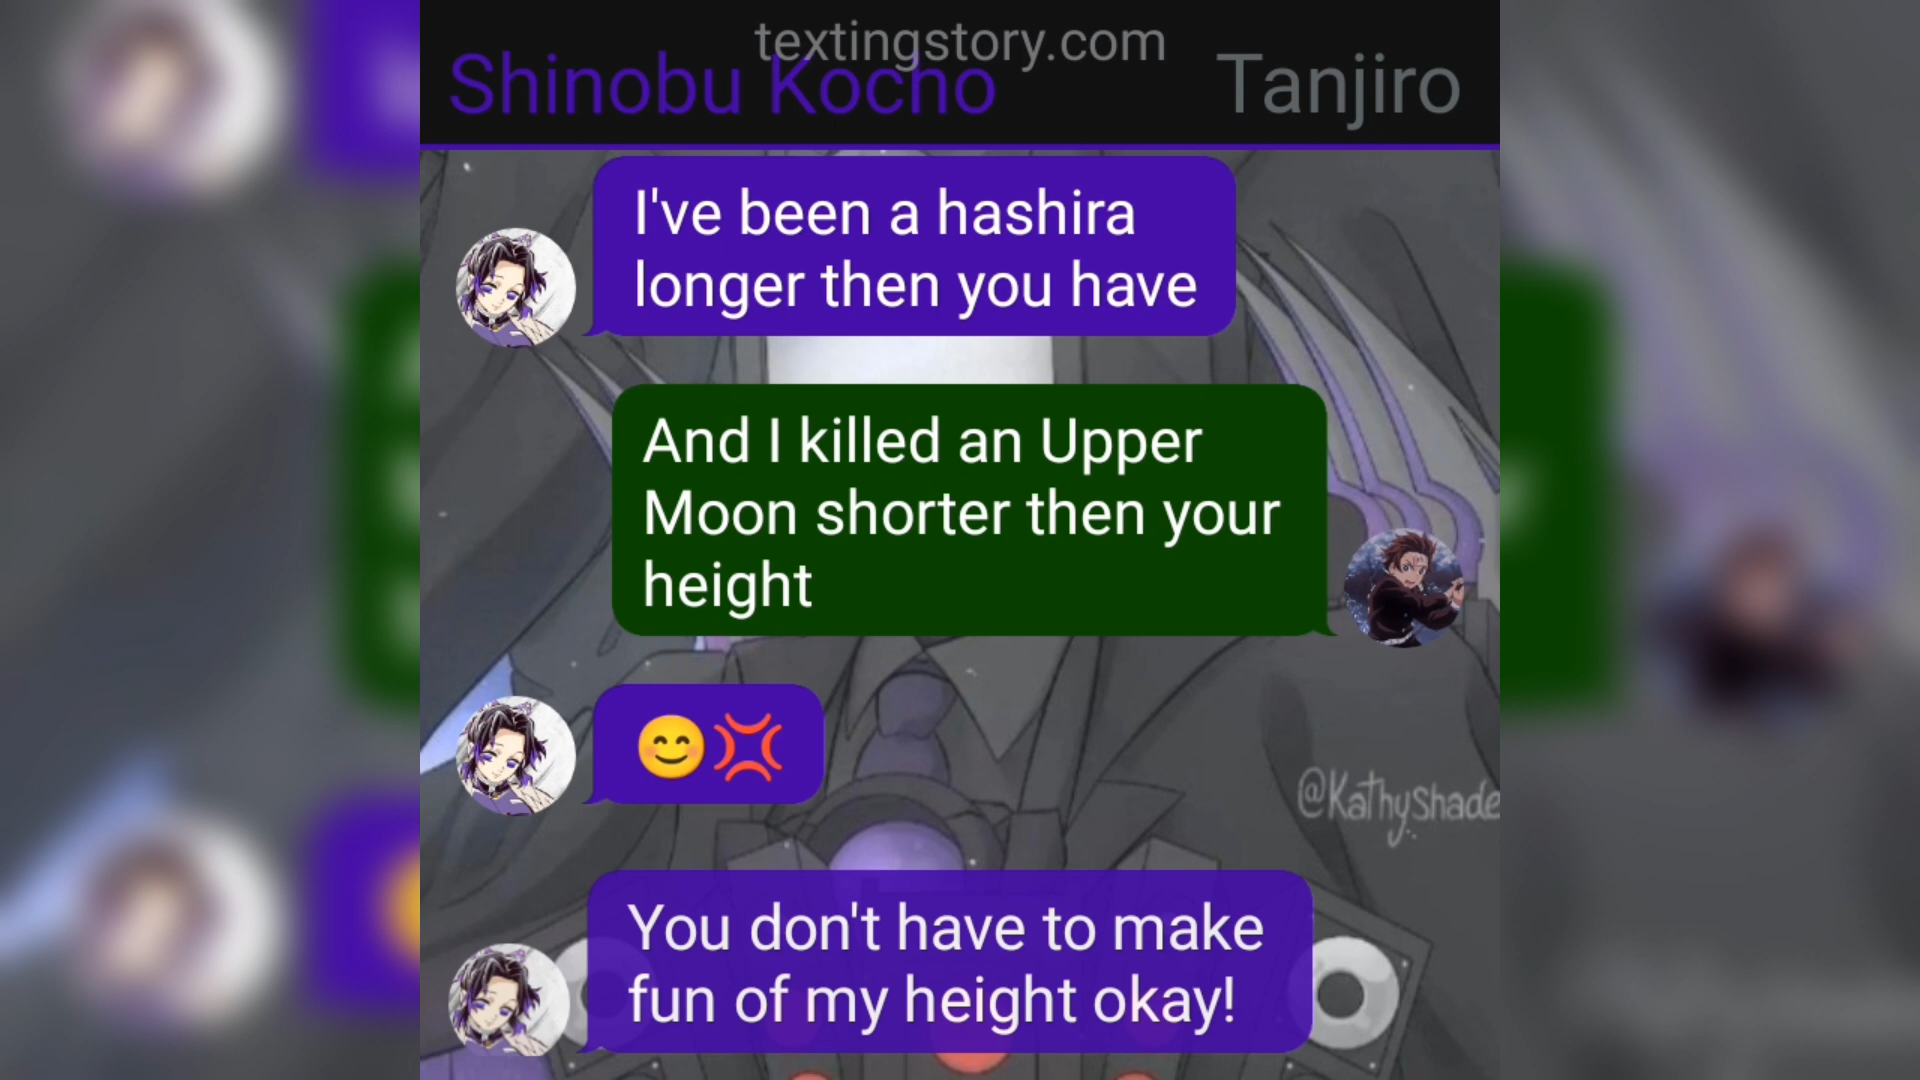 textingstory.com
Shinobu Kocho
Tanjiro
I've been a hashira
longer then you have
And I killed an Upper
Moon shorter then your
height
😊💢
@KathyShade
You don't have to make
fun of my height okay!